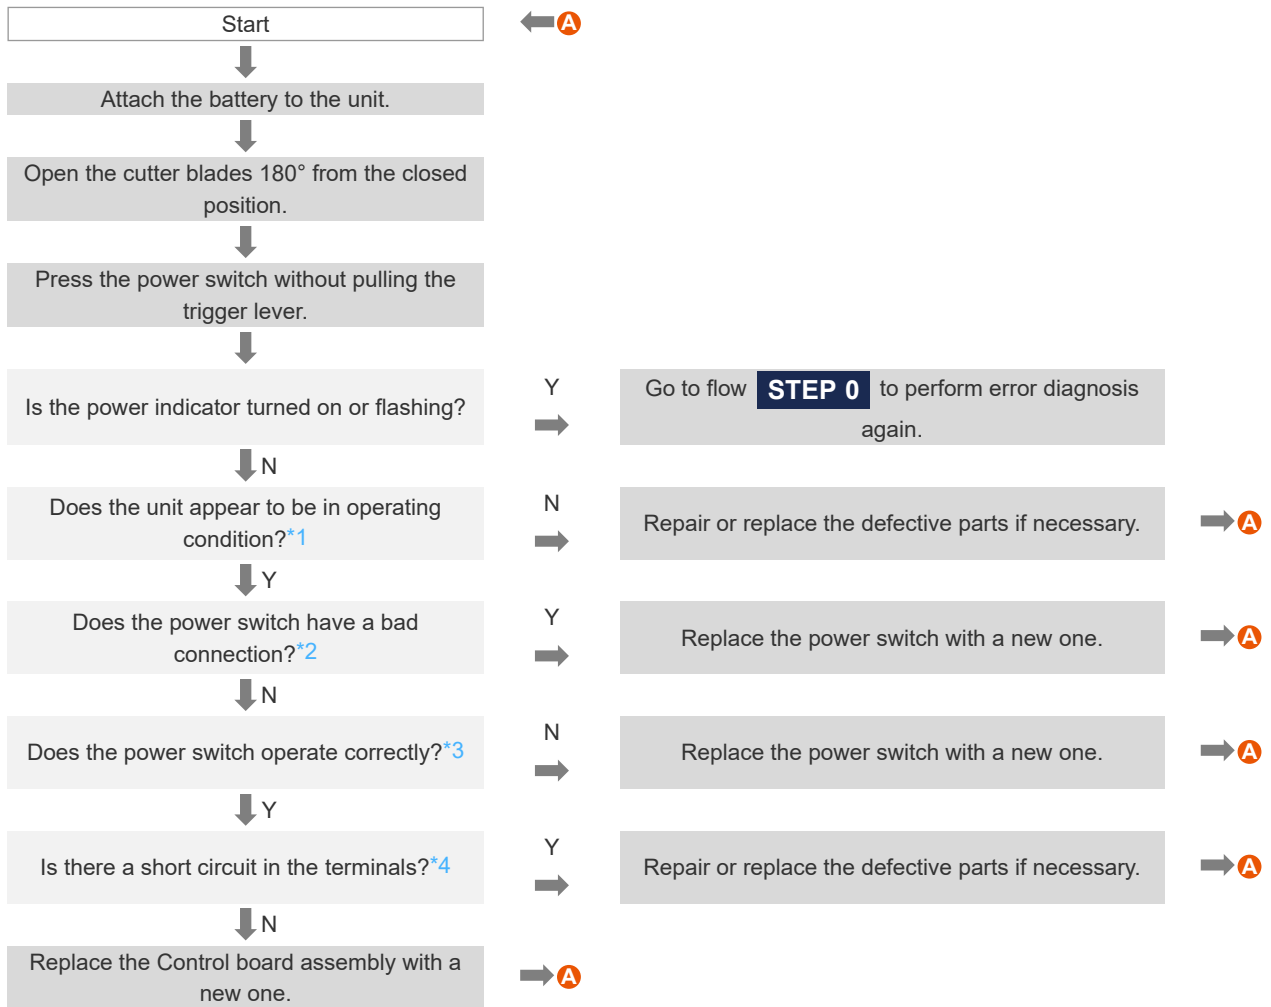 Start
A
Attach the battery to the unit.
Open the cutter blades 180° from the closed
position.
Press the power switch without pulling the
trigger lever.
Is the power indicator turned on or flashing?
Y
Go to flow STEP 0 to perform error diagnosis
again.
N
Does the unit appear to be in operating
condition?*1
N
Repair or replace the defective parts if necessary.
A
Y
Does the power switch have a bad
connection?*2
Y
Replace the power switch with a new one.
A
N
Does the power switch operate correctly?*3
N
Replace the power switch with a new one.
A
Y
Is there a short circuit in the terminals?*4
Y
Repair or replace the defective parts if necessary.
A
N
Replace the Control board assembly with a
new one.
A